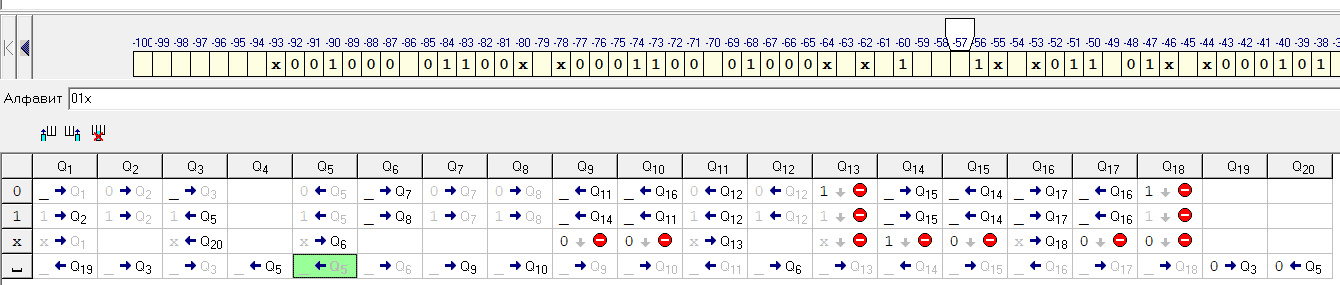 -100 -99 -98 -97 -96 -95 -94 -93 -92 -91 -90 -89 -88 -87 -86 -85 -84 -83 -82 -81 -80 -79 -78 -77 -76 -75 -74 -73 -72 -71 -70 -69 -68 -67 -66 -65 -64 -63 -62 -61 -60 -59 -58 -57 -56 -55 -54 -53 -52 -51 -50 -49 -48 -47 -46 -45 -44 -43 -42 -41 -40 -39 -38
x 0 0 1 0 0 0 0 1 1 0 0 x x 0 0 0 1 1 0 0 0 1 0 0 0 x x 1 1 x x 0 1 1 0 1 x x 0 0 0 1 0 1
Алфавит 01x
Q1 Q2 Q3 Q4 Q5 Q6 Q7 Q8 Q9 Q10 Q11 Q12 Q13 Q14 Q15 Q16 Q17 Q18 Q19 Q20
0 _ → Q1 0 → Q2 _ → Q3 0 ← Q5 _ → Q7 0 → Q7 0 → Q8 _ ← Q11 _ ← Q16 0 ← Q12 0 ← Q12 1 ↓ _ → Q15 _ ← Q14 _ → Q17 _ ← Q16 1 ↓
1 1 → Q2 1 → Q2 1 ← Q5 1 ← Q5 _ → Q8 1 → Q7 1 → Q8 _ ← Q14 _ ← Q11 1 ← Q12 1 ← Q12 1 ↓ _ → Q15 _ ← Q14 _ → Q17 _ ← Q16 1 ↓
x x → Q1 x ← Q20 x → Q6 0 ↓ 0 ↓ x → Q13 x ↓ 1 ↓ 0 ↓ x → Q18 0 ↓ 0 ↓
_ ← Q19 _ → Q3 _ → Q3 _ ← Q5 _ ← Q5 _ → Q6 _ → Q9 _ → Q10 _ → Q9 _ ← Q10 _ ← Q11 _ → Q6 _ → Q13 _ ← Q14 _ → Q15 _ ← Q16 _ → Q17 _ → Q18 0 → Q3 0 ← Q5